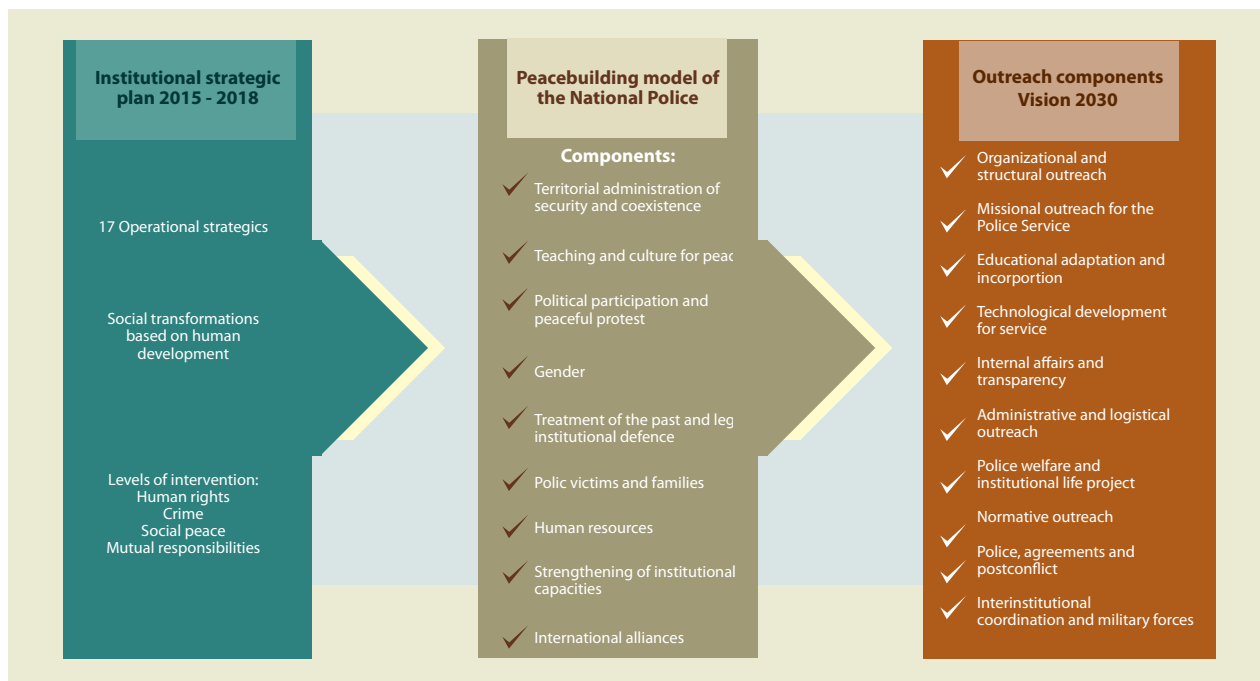 Institutional strategic
plan 2015 - 2018
17 Operational strategics
Social transformations
based on human
development
Levels of intervention:
Human rights
Crime
Social peace
Mutual responsibilities
Peacebuilding model of
the National Police
Components:
Territorial administration of
security and coexistence
Teaching and culture for peac
Political participation and
peaceful protest
Gender
Treatment of the past and leg
institutional defence
Polic victims and families
Human resources
Strengthening of institutional
capacities
International alliances
Outreach components
Vision 2030
Organizational and
structural outreach
Missional outreach for the
Police Service
Educational adaptation and
incorportion
Technological development
for service
Internal affairs and
transparency
Administrative and logistical
outreach
Police welfare and
institutional life project
Normative outreach
Police, agreements and
postconflict
Interinstitutional
coordination and military forces